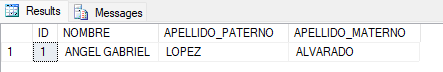 Results Messages
ID NOMBRE APELLIDO_PATERNO APELLIDO_MATERNO
1 1 ANGEL GABRIEL LOPEZ ALVARADO